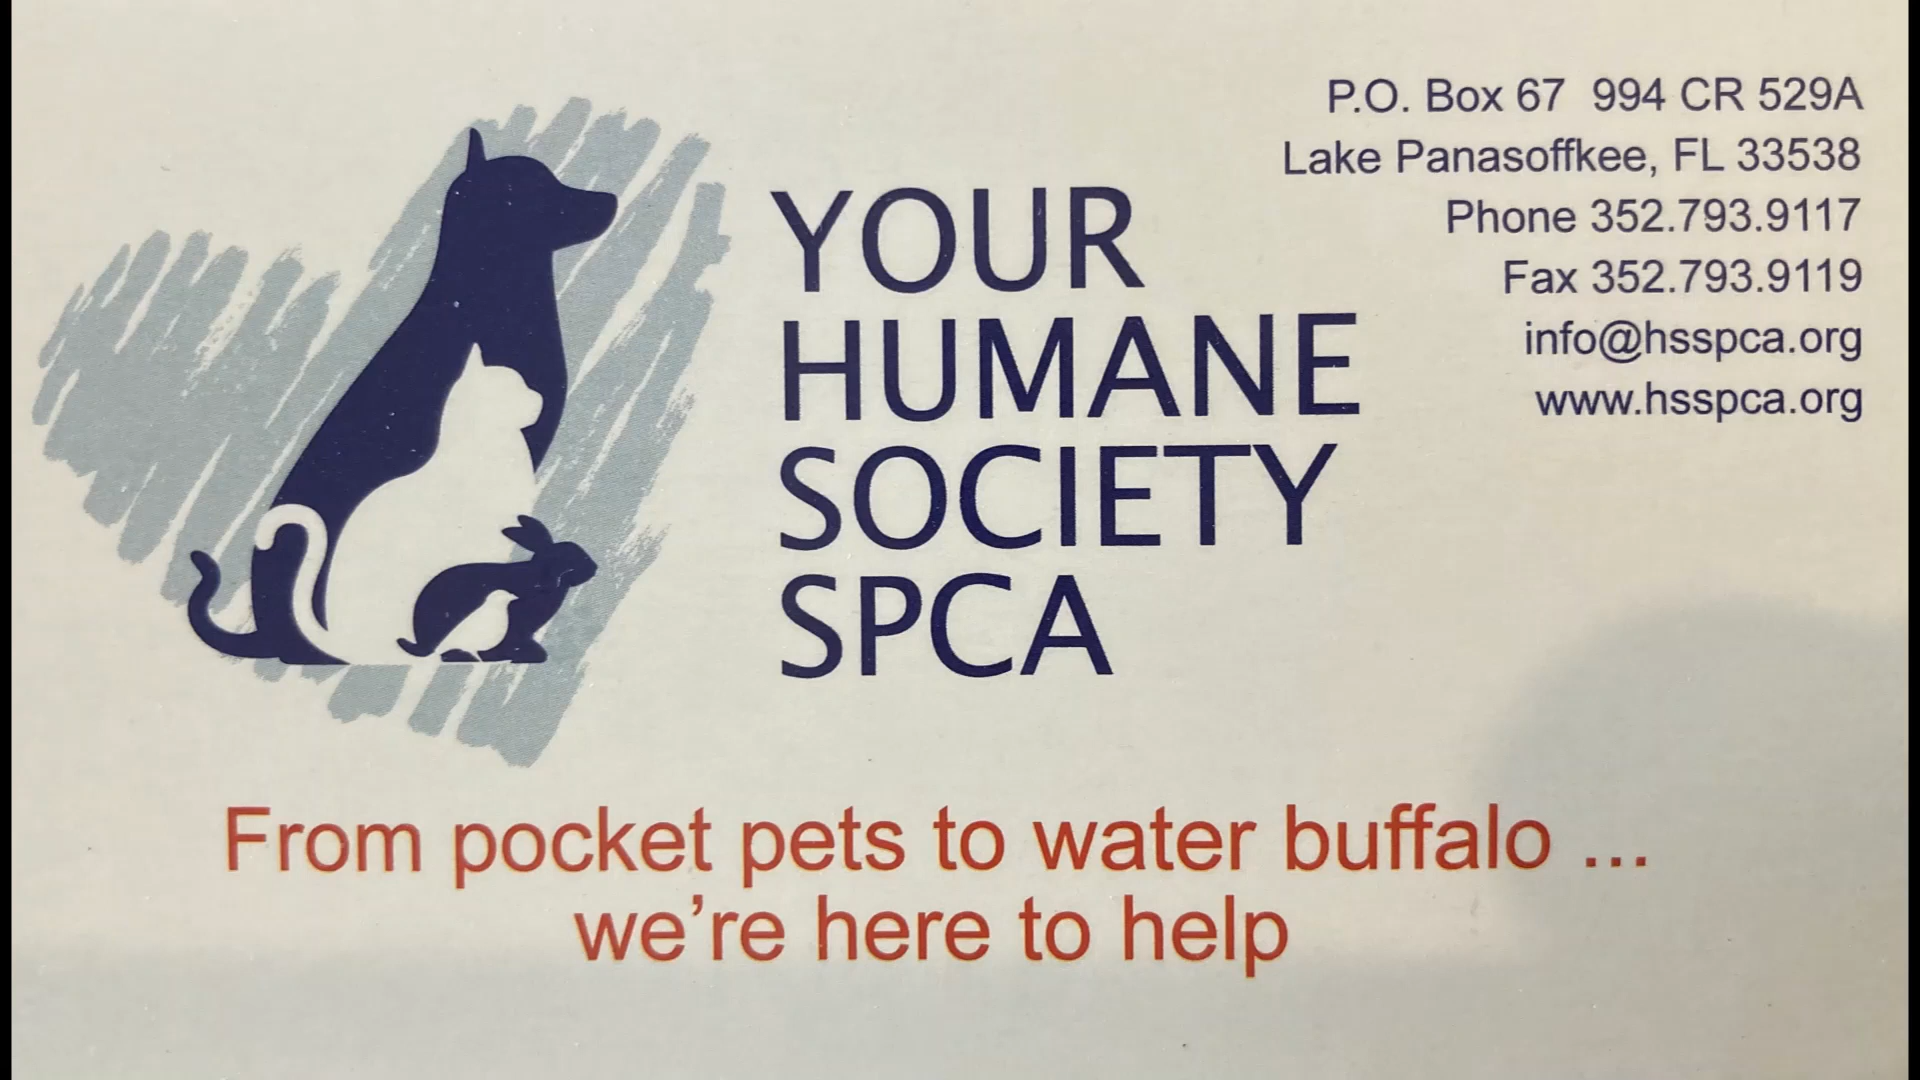 P.O. Box 67  994 CR 529A
Lake Panasoffkee, FL 33538
Phone 352.793.9117
Fax 352.793.9119
info@hsspca.org
www.hsspca.org
YOUR
HUMANE
SOCIETY
SPCA
From pocket pets to water buffalo ...
we're here to help